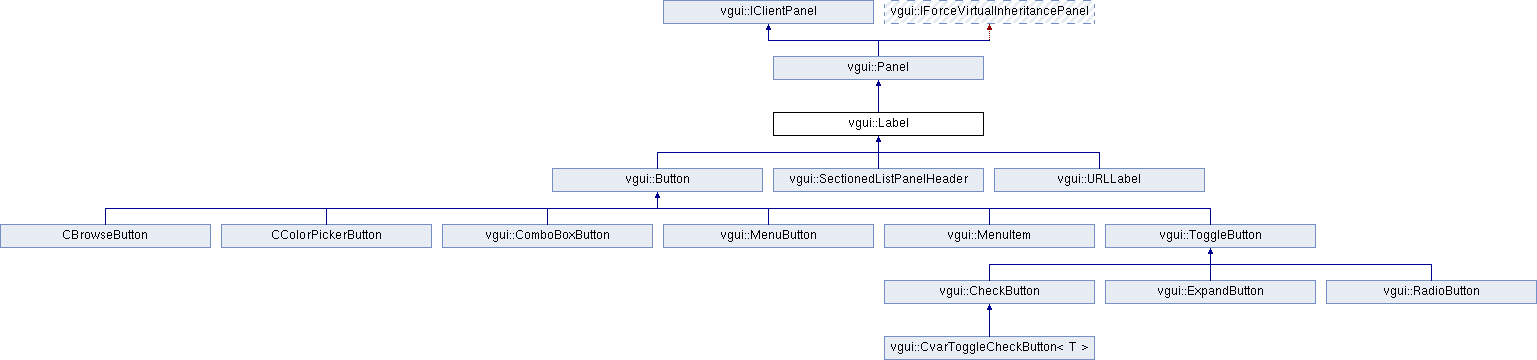 vgui::IClientPanel
vgui::IForceVirtualInheritancePanel
vgui::Panel
vgui::Label
vgui::Button
vgui::SectionedListPanelHeader
vgui::URLLabel
CBrowseButton
CColorPickerButton
vgui::ComboBoxButton
vgui::MenuButton
vgui::MenuItem
vgui::ToggleButton
vgui::CheckButton
vgui::ExpandButton
vgui::RadioButton
vgui::CvarToggleCheckButton< T >